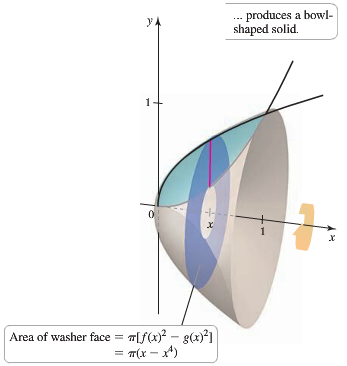 y
... produces a bowl-
shaped solid.
1
0
x
1
x
Area of washer face = π[f(x)² − g(x)²]
= π(x − x⁴)